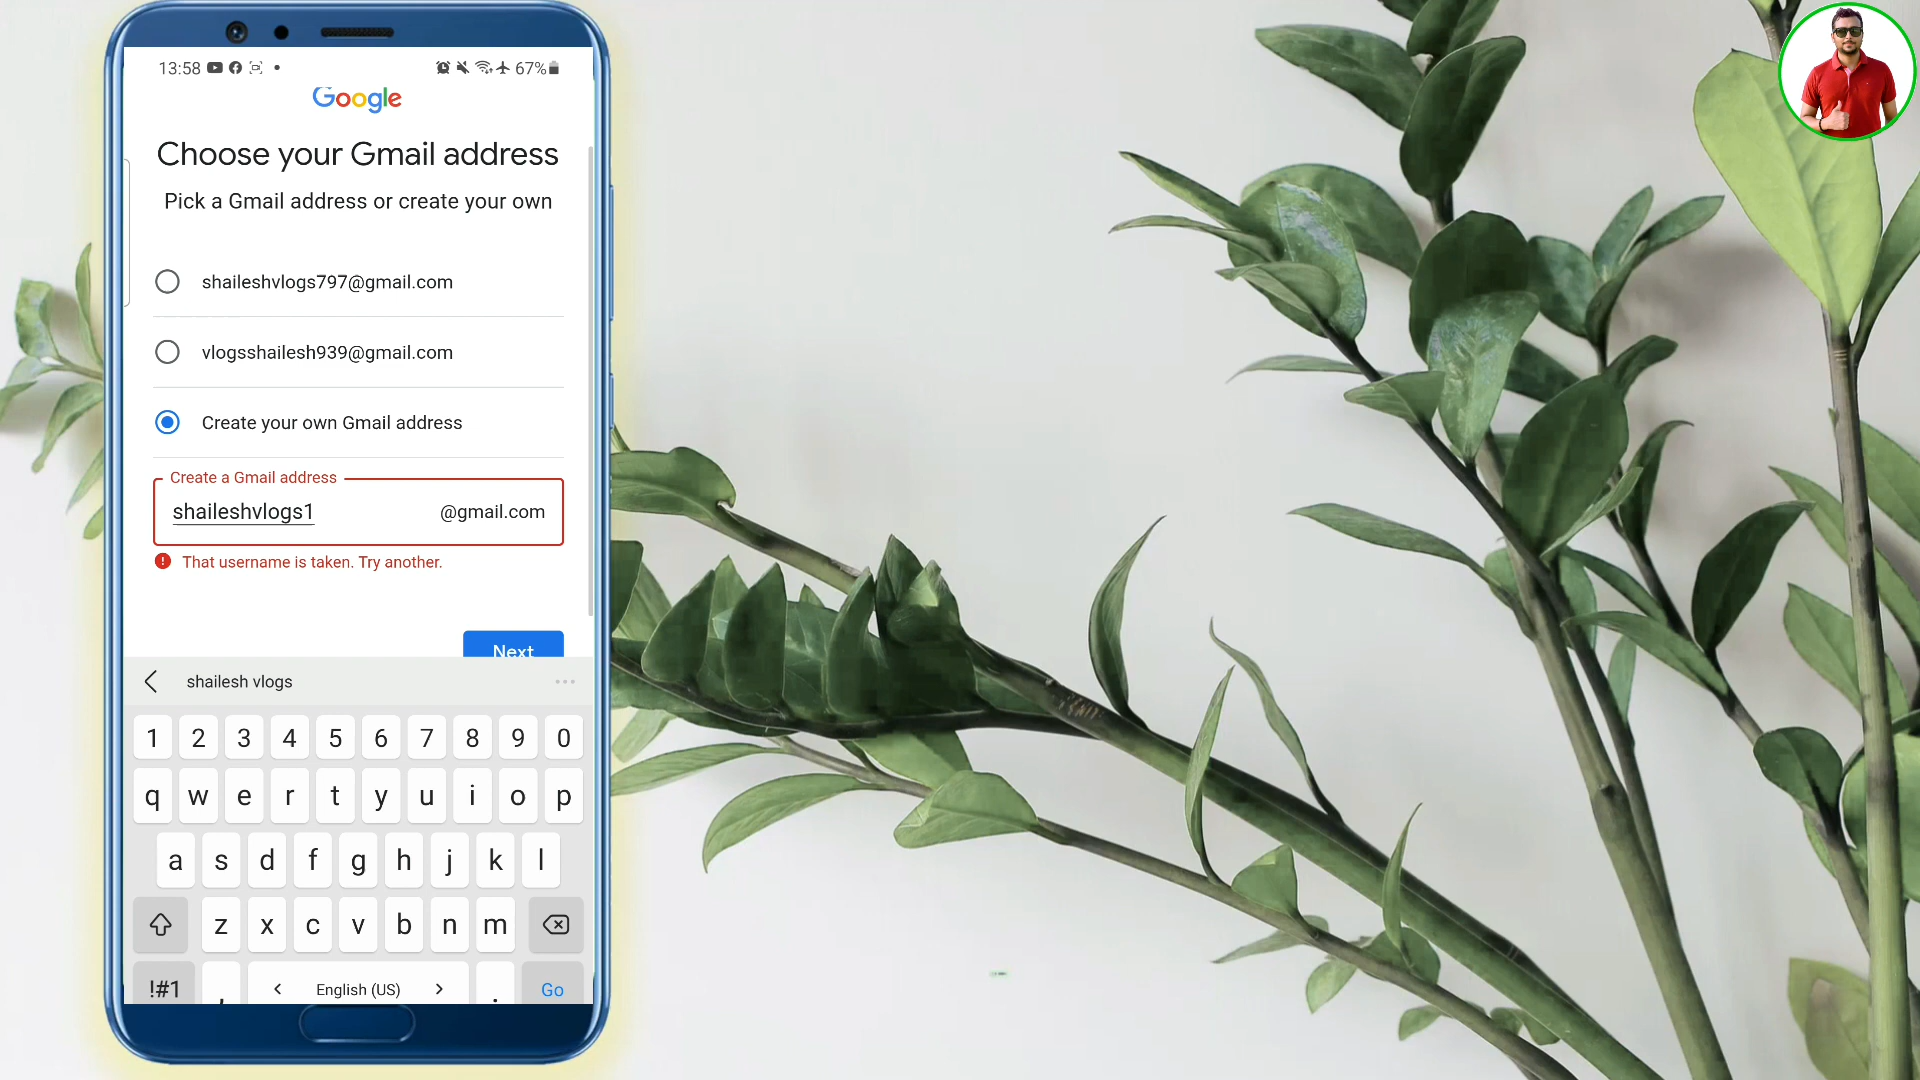 13:58
67%
Google
Choose your Gmail address
Pick a Gmail address or create your own
shaileshvlogs797@gmail.com
vlogsshailesh939@gmail.com
Create your own Gmail address
Create a Gmail address
shaileshvlogs1 @gmail.com
That username is taken. Try another.
Next
shailesh vlogs
1 2 3 4 5 6 7 8 9 0
q w e r t y u i o p
a s d f g h j k l
z x c v b n m
!#1 , < English (US) > . Go